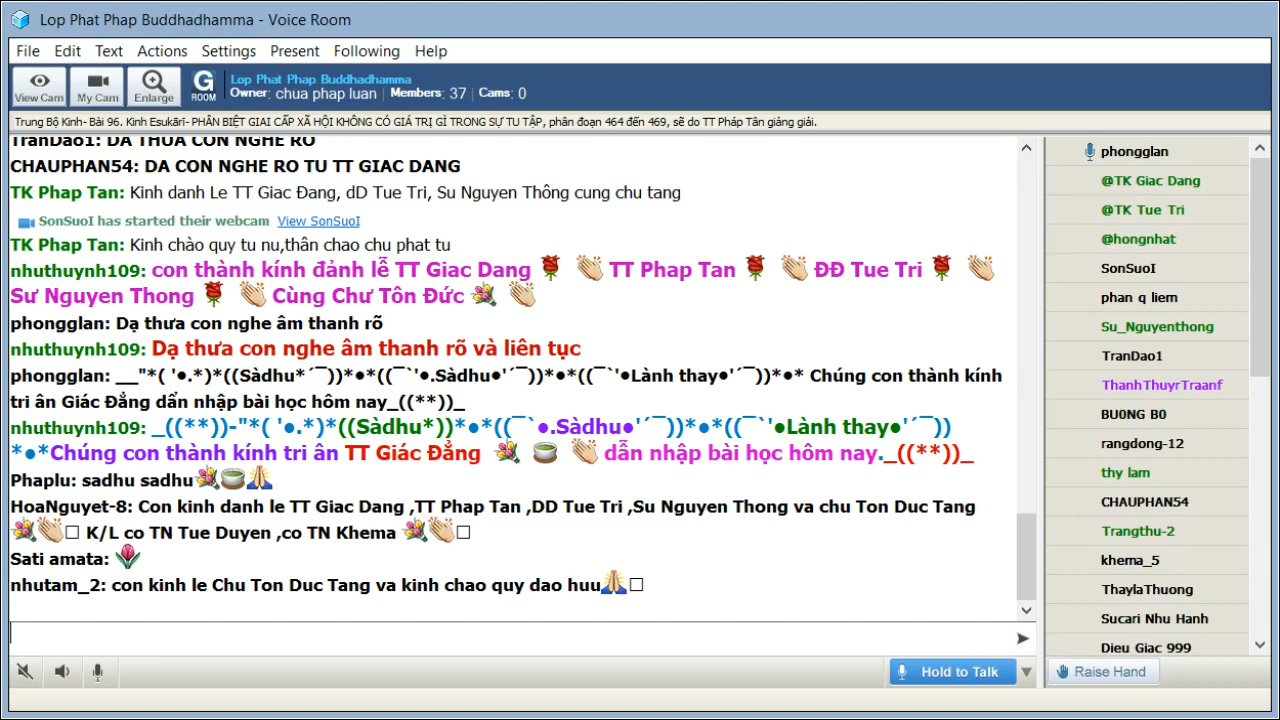 Lop Phat Phap Buddhadhamma - Voice Room
File Edit Text Actions Settings Present Following Help
View Cam My Cam Enlarge G ROOM
Lop Phat Phap Buddhadhamma
Owner: chua phap luan Members: 37 Cams: 0
Trung Bộ Kinh- Bài 96. Kinh Esukārī- PHÂN BIỆT GIAI CẤP XÃ HỘI KHÔNG CÓ GIÁ TRỊ GÌ TRONG SỰ TU TẬP, phân đoạn 464 đến 469, sẽ do TT Pháp Tân giảng giải.
TranDao1: DA THUA CON NGHE RO
CHAUPHAN54: DA CON NGHE RO TU TT GIAC DANG
TK Phap Tan: Kinh danh Le TT Giac Đang, dD Tue Tri, Su Nguyen Thông cung chu tang
SonSuoI has started their webcam View SonSuoI
TK Phap Tan: Kinh chào quy tu nu,thân chao chu phat tu
nhuthuynh109: con thành kính đảnh lễ TT Giac Dang 🌹 👏 TT Phap Tan 🌹 👏 ĐĐ Tue Tri 🌹 👏
Sư Nguyen Thong 🌹 👏 Cùng Chư Tôn Đức 💐 👏
phongglan: Dạ thưa con nghe âm thanh rõ
nhuthuynh109: Dạ thưa con nghe âm thanh rõ và liên tục
phongglan: __"*( '●.*)*((Sàdhu*´¯))*●*((¯`'●.Sàdhu●'´¯))*●*((¯`'●Lành thay●'´¯))*●* Chúng con thành kính
tri ân Giác Đẳng dẩn nhập bài học hôm nay_((**))_
nhuthuynh109: _((**))-"*( '●.*)*((Sàdhu*))*●*((¯`●.Sàdhu●'´¯))*●*((¯`'●Lành thay●'´¯))
*●*Chúng con thành kính tri ân TT Giác Đẳng 💐 🍵 👏 dẫn nhập bài học hôm nay._((**))_
Phaplu: sadhu sadhu💐🍵🙏
HoaNguyet-8: Con kinh danh le TT Giac Dang ,TT Phap Tan ,DD Tue Tri ,Su Nguyen Thong va chu Ton Duc Tang
💐👏□ K/L co TN Tue Duyen ,co TN Khema 💐👏□
Sati amata: 🌷
nhutam_2: con kinh le Chu Ton Duc Tang va kinh chao quy dao huu🙏□
Hold to Talk
phongglan
@TK Giac Dang
@TK Tue Tri
@hongnhat
SonSuoI
phan q liem
Su_Nguyenthong
TranDao1
ThanhThuyrTraanf
BU0NG B0
rangdong-12
thy lam
CHAUPHAN54
Trangthu-2
khema_5
ThaylaThuong
Sucari Nhu Hanh
Dieu Giac 999
Raise Hand